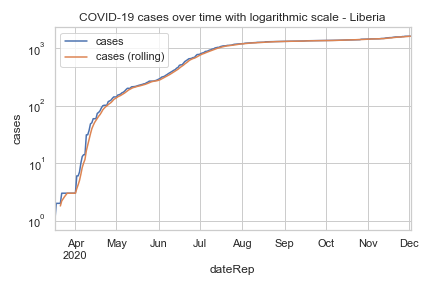 COVID-19 cases over time with logarithmic scale - Liberia
cases
cases (rolling)
10³
10²
10¹
10⁰
cases
Apr May Jun Jul Aug Sep Oct Nov Dec
2020
dateRep